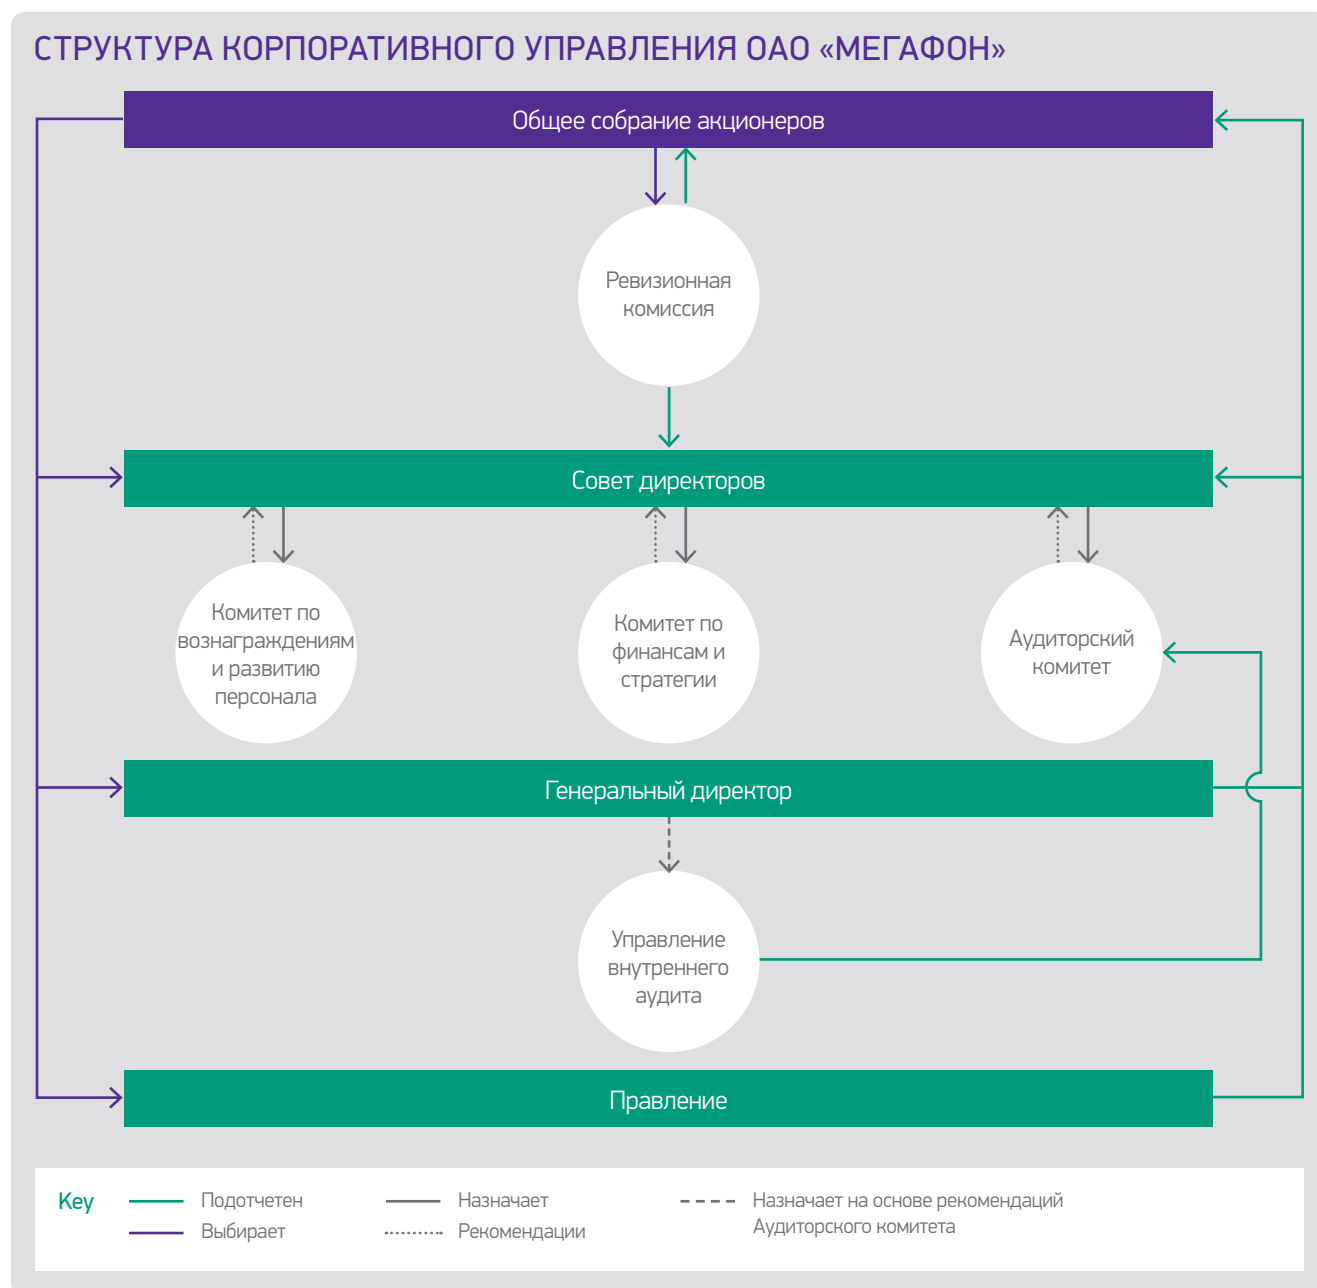 СТРУКТУРА КОРПОРАТИВНОГО УПРАВЛЕНИЯ ОАО «МЕГАФОН»
Общее собрание акционеров
Ревизионная
комиссия
Совет директоров
Комитет по
вознаграждениям
и развитию
персонала
Комитет по
финансам и
стратегии
Аудиторский
комитет
Генеральный директор
Управление
внутреннего
аудита
Правление
Key
Подотчетен
Выбирает
Назначает
Рекомендации
Назначает на основе рекомендаций
Аудиторского комитета